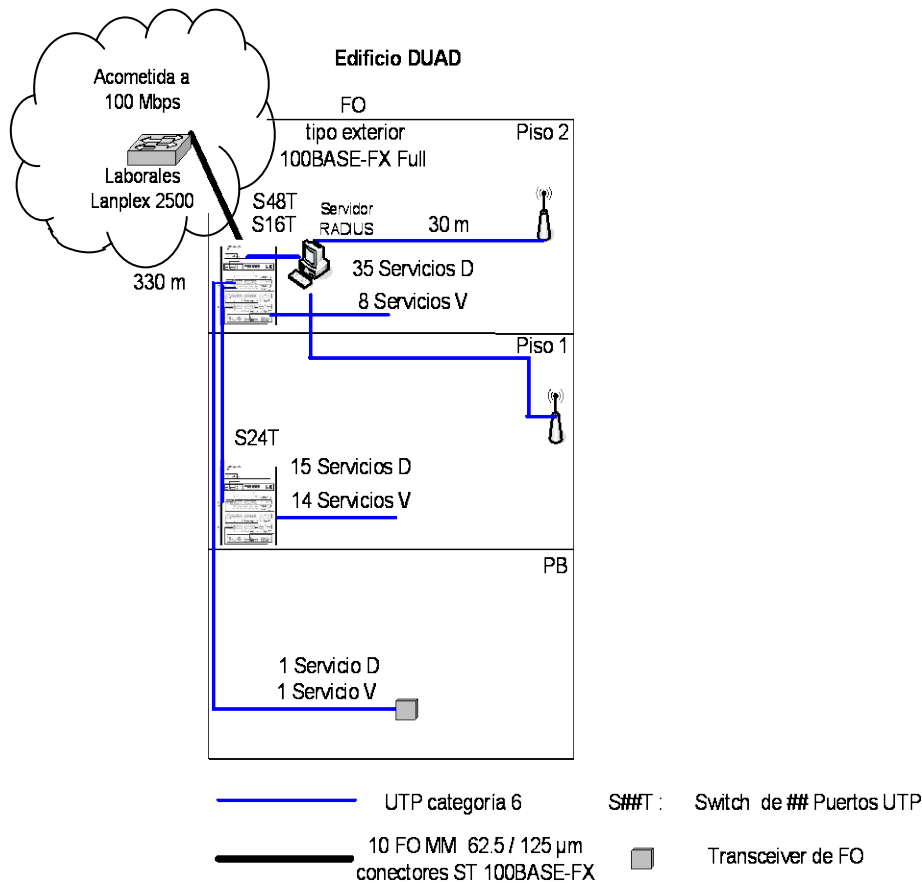 Edificio DUAD
Acometida a
100 Mbps
Laborales
Lanplex 2500
330 m
FO
tipo exterior
100BASE-FX Full
Piso 2
S48T
S16T
Servidor
RADIUS
30 m
35 Servicios D
8 Servicios V
Piso 1
S24T
15 Servicios D
14 Servicios V
PB
1 Servicio D
1 Servicio V
UTP categoría 6
S##T :
Switch de ## Puertos UTP
10 FO MM 62.5 / 125 µm
conectores ST 100BASE-FX
Transceiver de FO